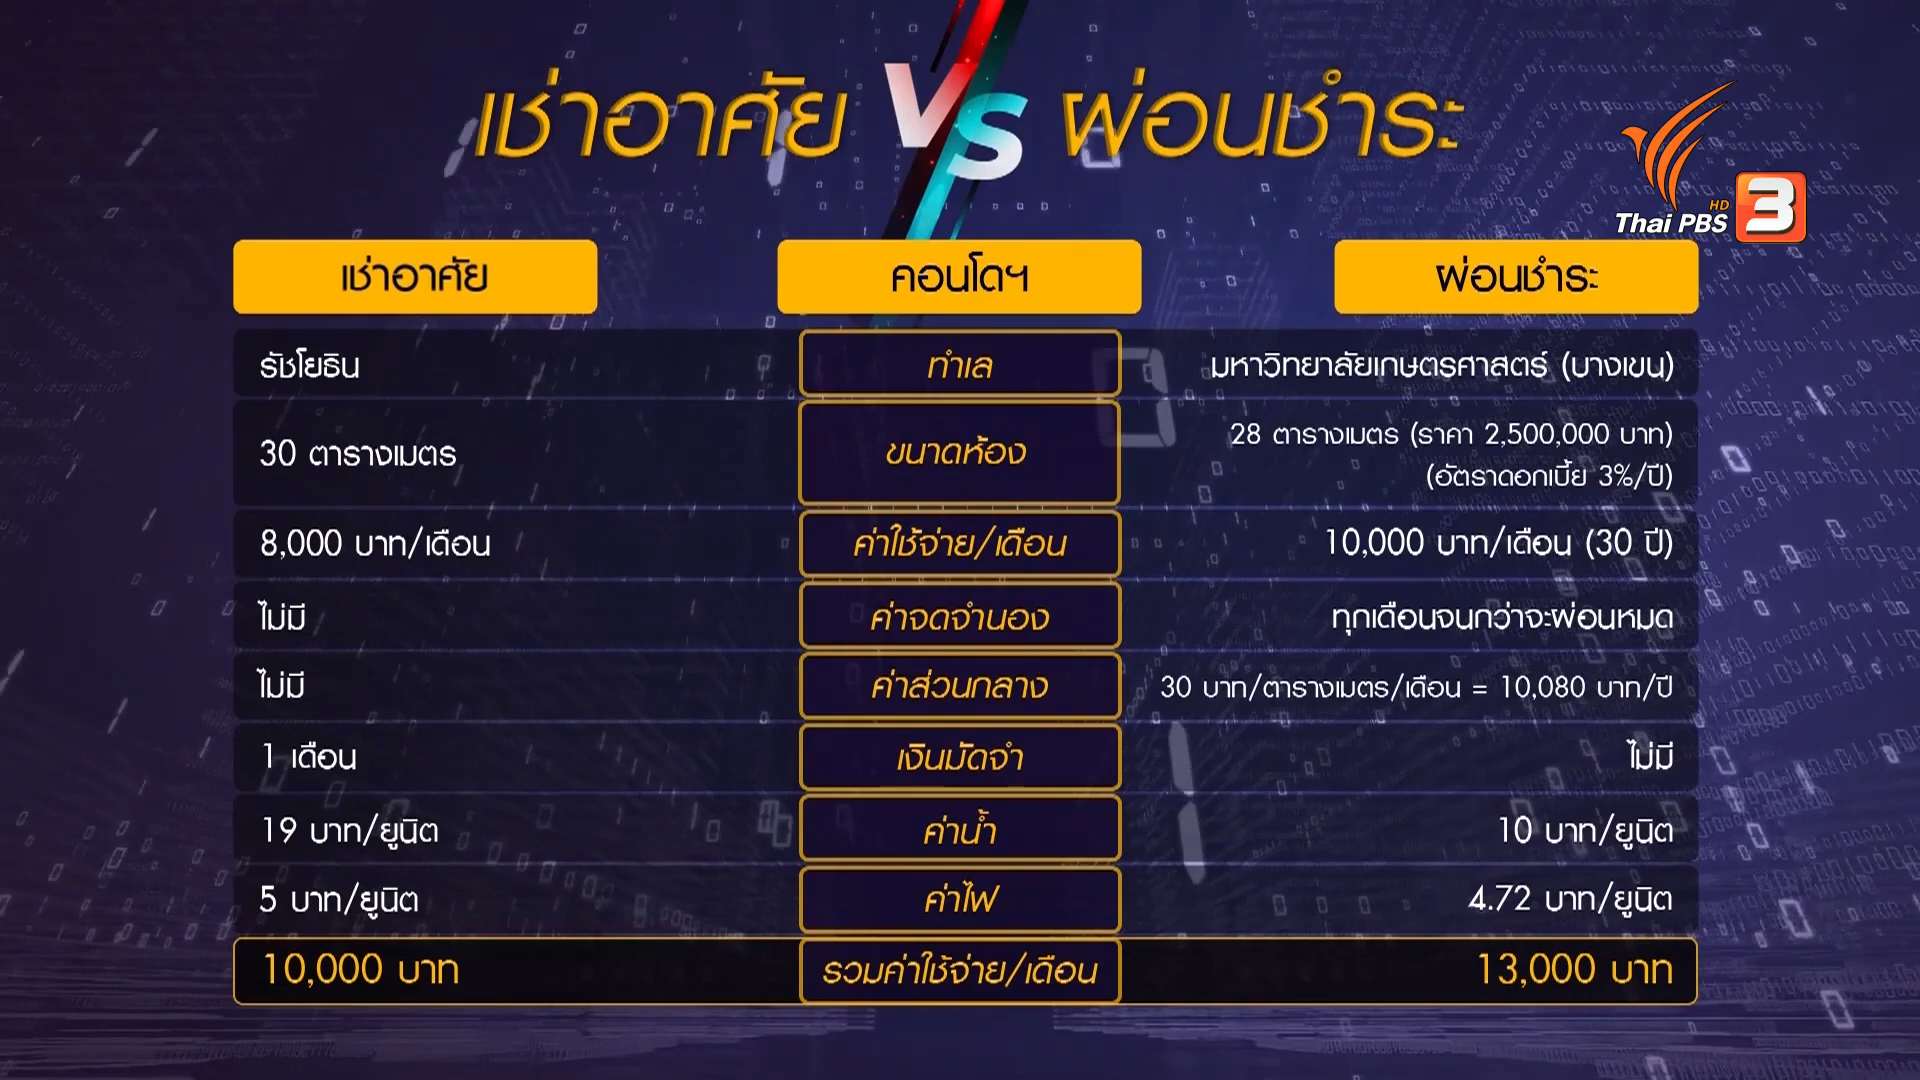 เช่าอาศัย VS ผ่อนชำระ
HD
Thai PBS 3
เช่าอาศัย คอนโดฯ ผ่อนชำระ
รัชโยธิน ทำเล มหาวิทยาลัยเกษตรศาสตร์ (บางเขน)
30 ตารางเมตร ขนาดห้อง 28 ตารางเมตร (ราคา 2,500,000 บาท)
(อัตราดอกเบี้ย 3%/ปี)
8,000 บาท/เดือน ค่าใช้จ่าย/เดือน 10,000 บาท/เดือน (30 ปี)
ไม่มี ค่าจดจำนอง ทุกเดือนจนกว่าจะผ่อนหมด
ไม่มี ค่าส่วนกลาง 30 บาท/ตารางเมตร/เดือน = 10,080 บาท/ปี
1 เดือน เงินมัดจำ ไม่มี
19 บาท/ยูนิต ค่าน้ำ 10 บาท/ยูนิต
5 บาท/ยูนิต ค่าไฟ 4.72 บาท/ยูนิต
10,000 บาท รวมค่าใช้จ่าย/เดือน 13,000 บาท